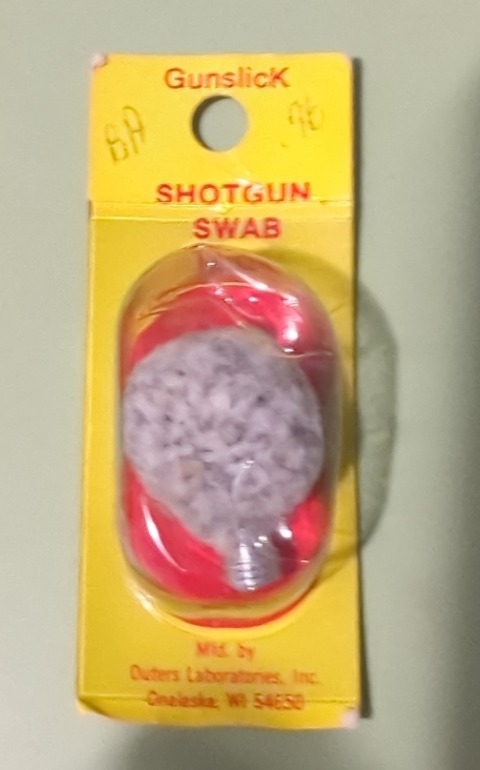 GunslicK
BA .96
SHOTGUN
SWAB
Mfd. by
Outers Laboratories, Inc.
Onalaska, WI 54650